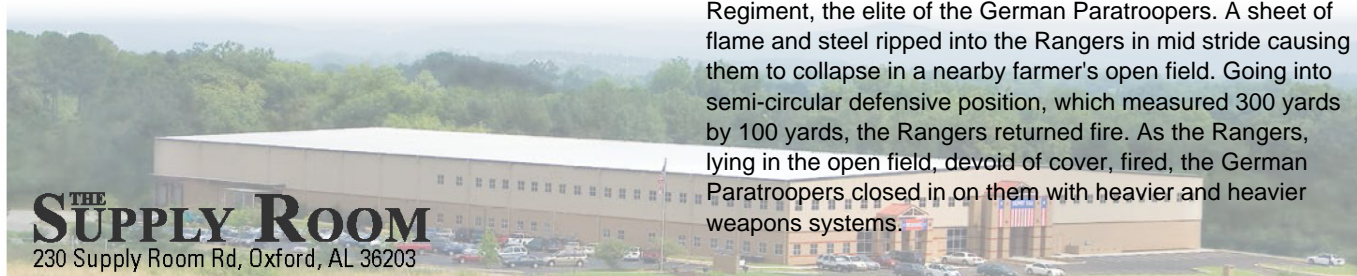 Regiment, the elite of the German Paratroopers. A sheet of
flame and steel ripped into the Rangers in mid stride causing
them to collapse in a nearby farmer's open field. Going into
semi-circular defensive position, which measured 300 yards
by 100 yards, the Rangers returned fire. As the Rangers,
lying in the open field, devoid of cover, fired, the German
Paratroopers closed in on them with heavier and heavier
weapons systems.
THE
SUPPLY ROOM
230 Supply Room Rd, Oxford, AL 36203